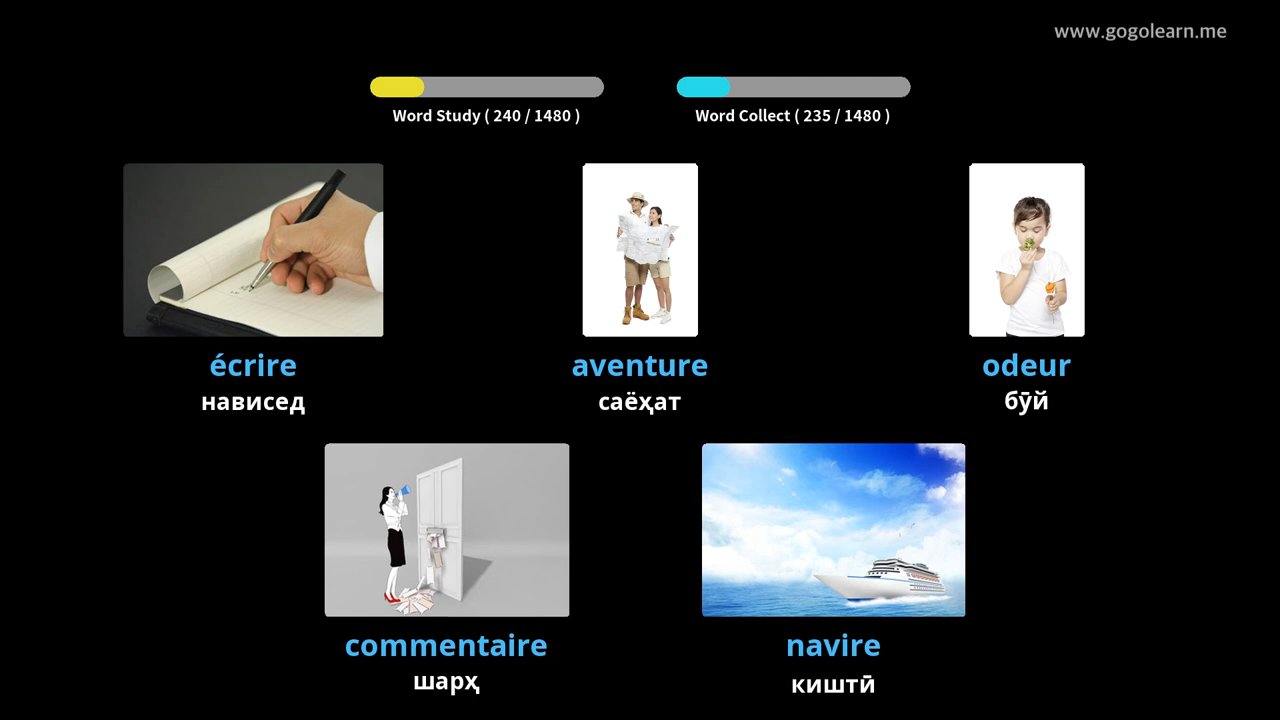 www.gogolearn.me
Word Study ( 240 / 1480 )
Word Collect ( 235 / 1480 )
écrire
нависед
aventure
саёҳат
odeur
бӯй
commentaire
шарҳ
navire
киштӣ